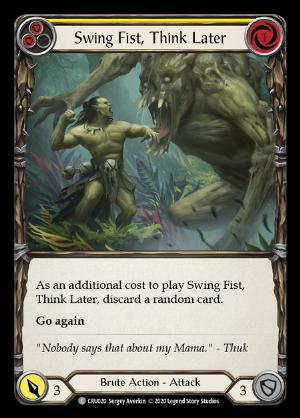 Swing Fist, Think Later
1
As an additional cost to play Swing Fist,
Think Later, discard a random card.
Go again
"Nobody says that about my Mama." - Thuk
3
Brute Action - Attack
3
CRU020 Sergey Averkin © 2020 Legend Story Studios